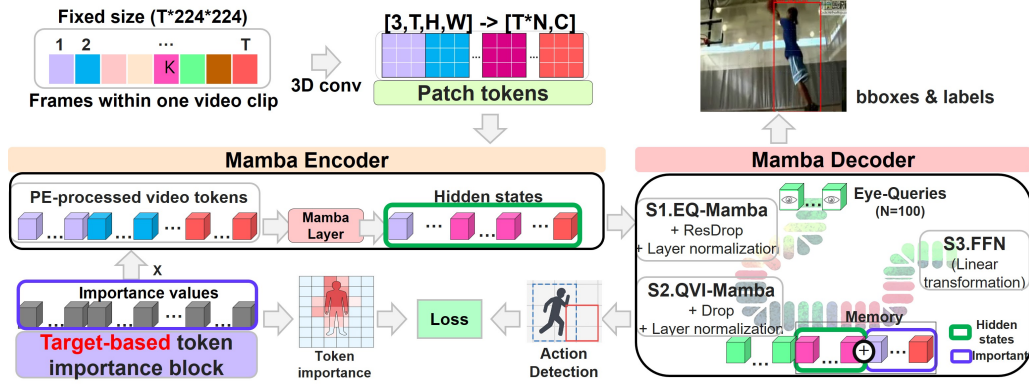 Fixed size (T*224*224)
1 2 ... T
K
Frames within one video clip
3D conv
[3,T,H,W] -> [T*N,C]
... ...
Patch tokens
bboxes & labels
Mamba Encoder
PE-processed video tokens
... ... ... ...
Mamba
Layer
Hidden states
... ... ...
X
Importance values
... ... ... ...
Target-based token
importance block
Token
importance
Loss
Action
Detection
Mamba Decoder
Eye-Queries
(N=100)
...
S1.EQ-Mamba
+ ResDrop
+ Layer normalization
S2.QVI-Mamba
+ Drop
+ Layer normalization
S3.FFN
(Linear
transformation)
Memory
... ... + ...
Hidden
states
Important